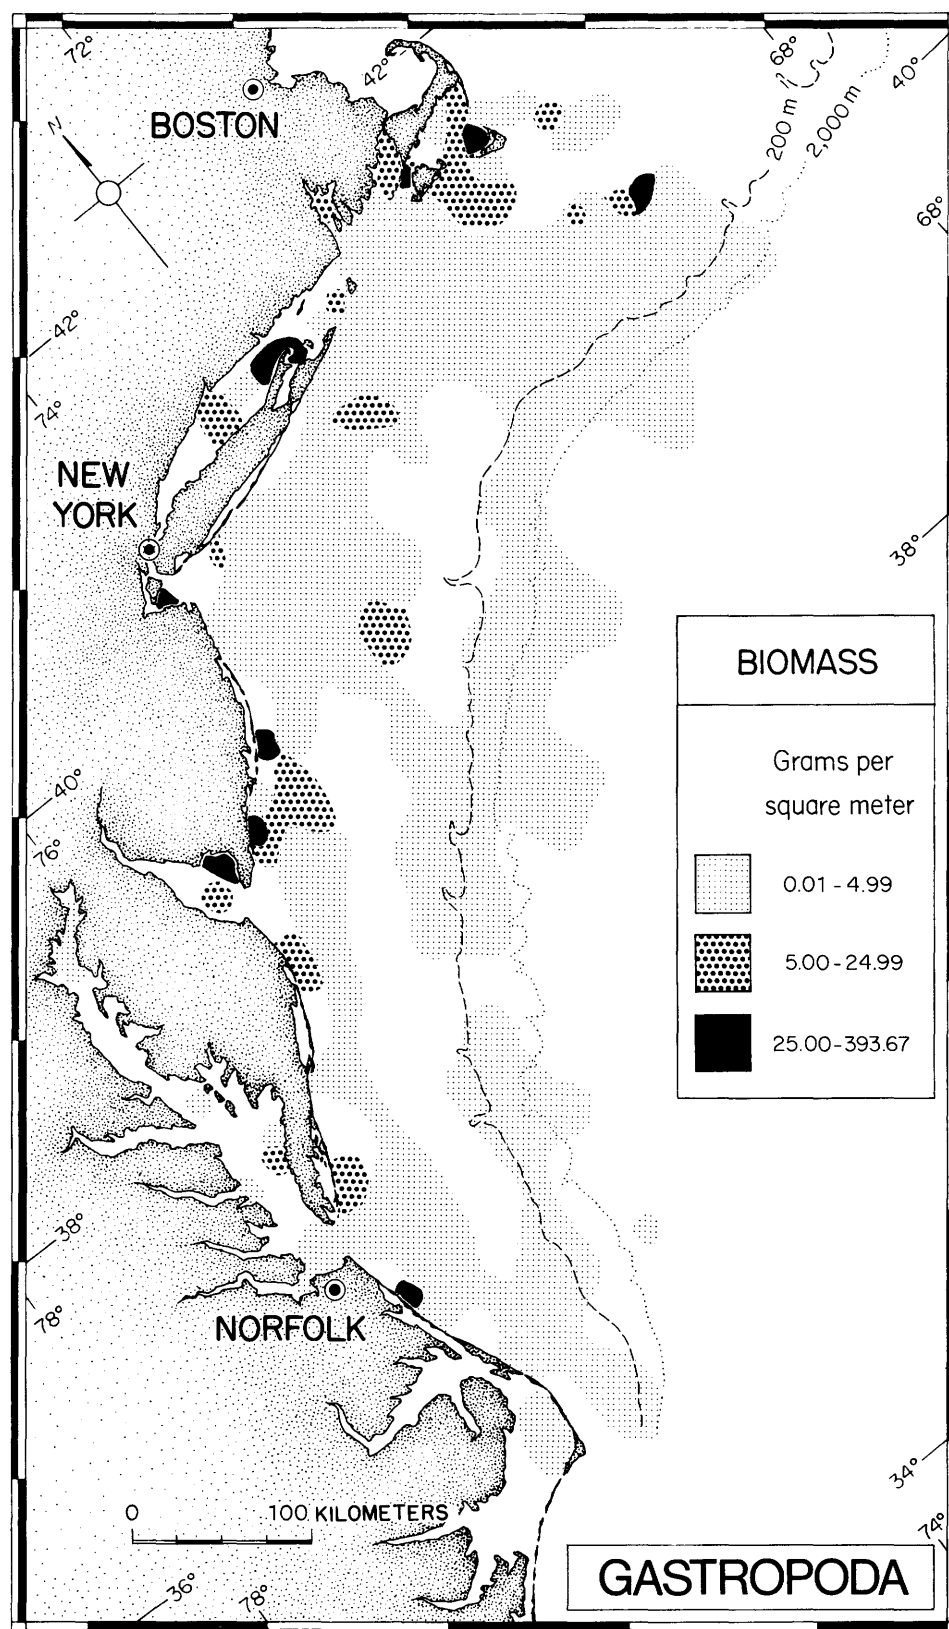 72°
42°
68°
40°
BOSTON
N
200 m
2,000 m
68°
42°
74°
NEW
YORK
38°
BIOMASS
Grams per
square meter
0.01 - 4.99
5.00 - 24.99
25.00-393.67
40°
76°
38°
78°
NORFOLK
34°
74°
0 100 KILOMETERS
36°
78°
GASTROPODA